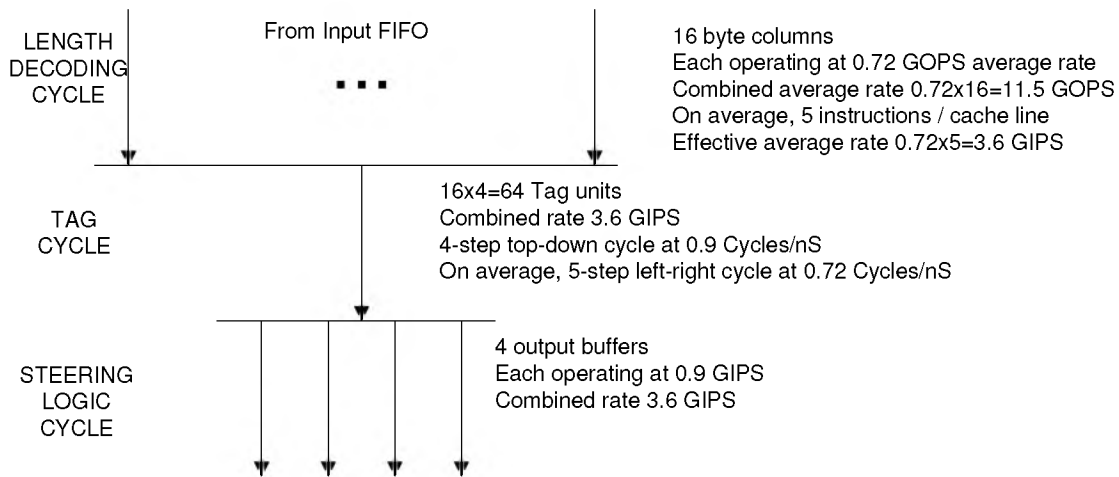 LENGTH
DECODING
CYCLE
From Input FIFO
16 byte columns
Each operating at 0.72 GOPS average rate
Combined average rate 0.72x16=11.5 GOPS
On average, 5 instructions / cache line
Effective average rate 0.72x5=3.6 GIPS
TAG
CYCLE
16x4=64 Tag units
Combined rate 3.6 GIPS
4-step top-down cycle at 0.9 Cycles/nS
On average, 5-step left-right cycle at 0.72 Cycles/nS
STEERING
LOGIC
CYCLE
4 output buffers
Each operating at 0.9 GIPS
Combined rate 3.6 GIPS